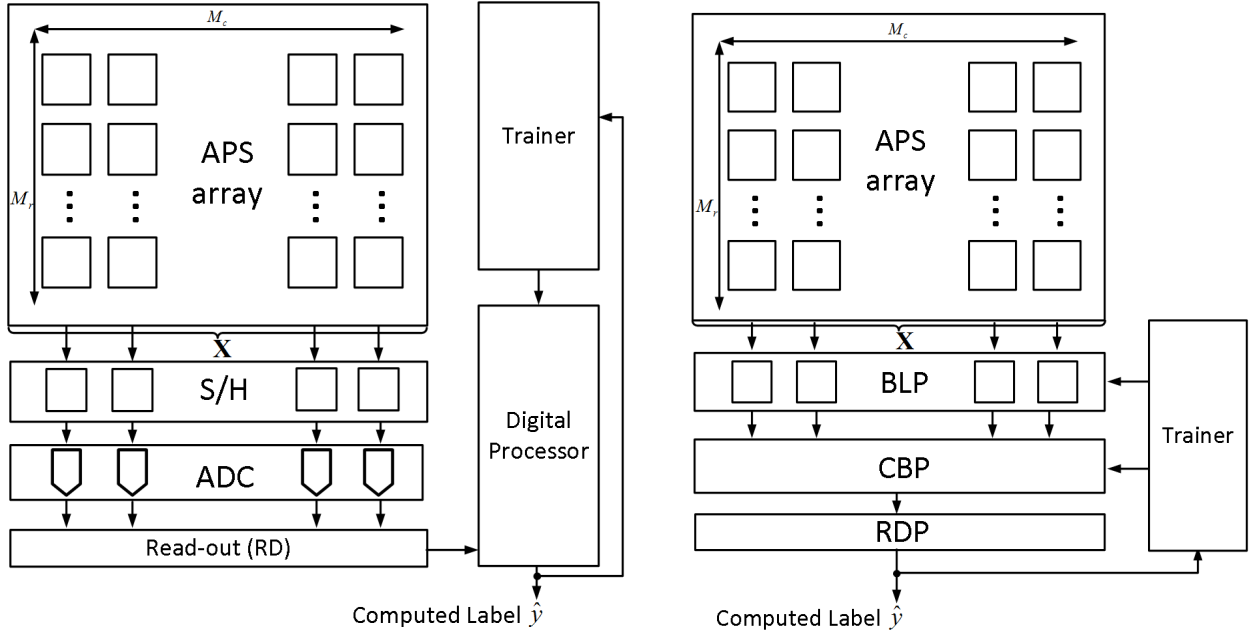 M_c
APS
array
M_r
X
S/H
ADC
Read-out (RD)
Trainer
Digital
Processor
Computed Label ŷ
M_c
APS
array
M_r
X
BLP
CBP
RDP
Trainer
Computed Label ŷ